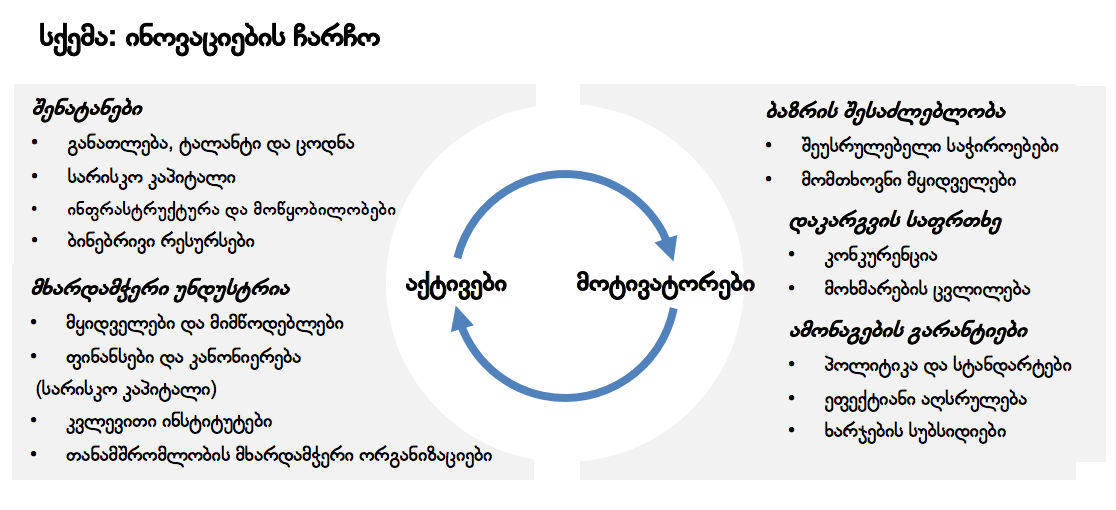 სქემა: ინოვაციების ჩარჩო
შენატანები
• განათლება, ტალანტი და ცოდნა
• სარისკო კაპიტალი
• ინფრასტრუქტურა და მოწყობილობები
• ბინებრივი რესურსები
მხარდამჭერი უნდუსტრია
• მყიდველები და მიმწოდებლები
• ფინანსები და კანონიერება
(სარისკო კაპიტალი)
• კვლევითი ინსტიტუტები
• თანამშრომლობის მხარდამჭერი ორგანიზაციები
აქტივები
მოტივატორები
ბაზრის შესაძლებლობა
• შეუსრულებელი საჭიროებები
• მომთხოვნი მყიდველები
დაკარგვის საფრთხე
• კონკურენცია
• მოხმარების ცვლილება
ამონაგების გარანტიები
• პოლიტიკა და სტანდარტები
• ეფექტიანი აღსრულება
• ხარჯების სუბსიდიები